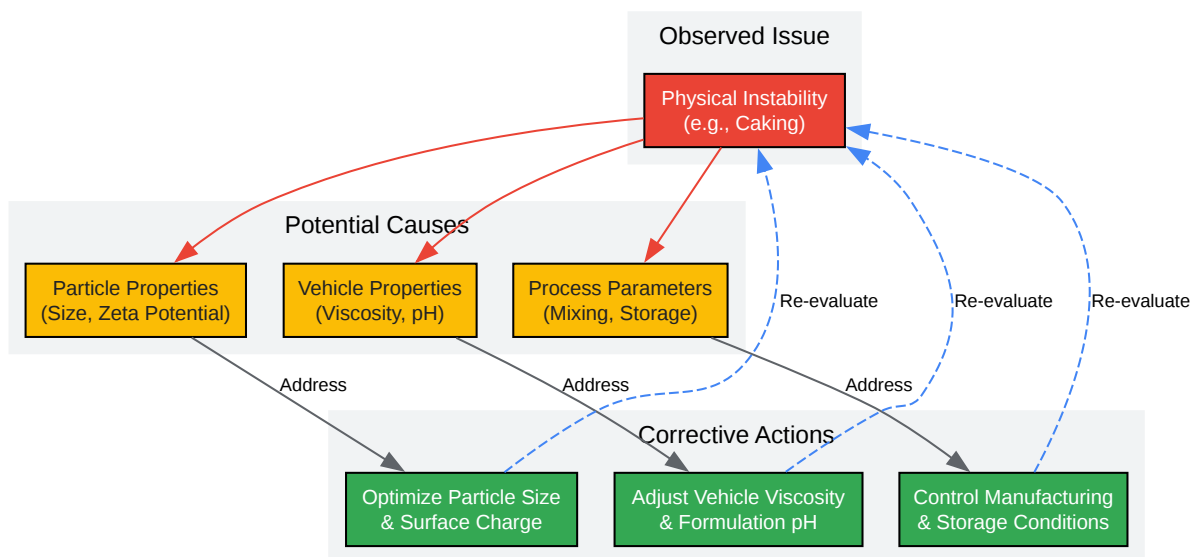 Observed Issue
Physical Instability
(e.g., Caking)
Potential Causes
Particle Properties
(Size, Zeta Potential)
Vehicle Properties
(Viscosity, pH)
Process Parameters
(Mixing, Storage)
Re-evaluate
Re-evaluate
Re-evaluate
Address
Address
Address
Corrective Actions
Optimize Particle Size
& Surface Charge
Adjust Vehicle Viscosity
& Formulation pH
Control Manufacturing
& Storage Conditions